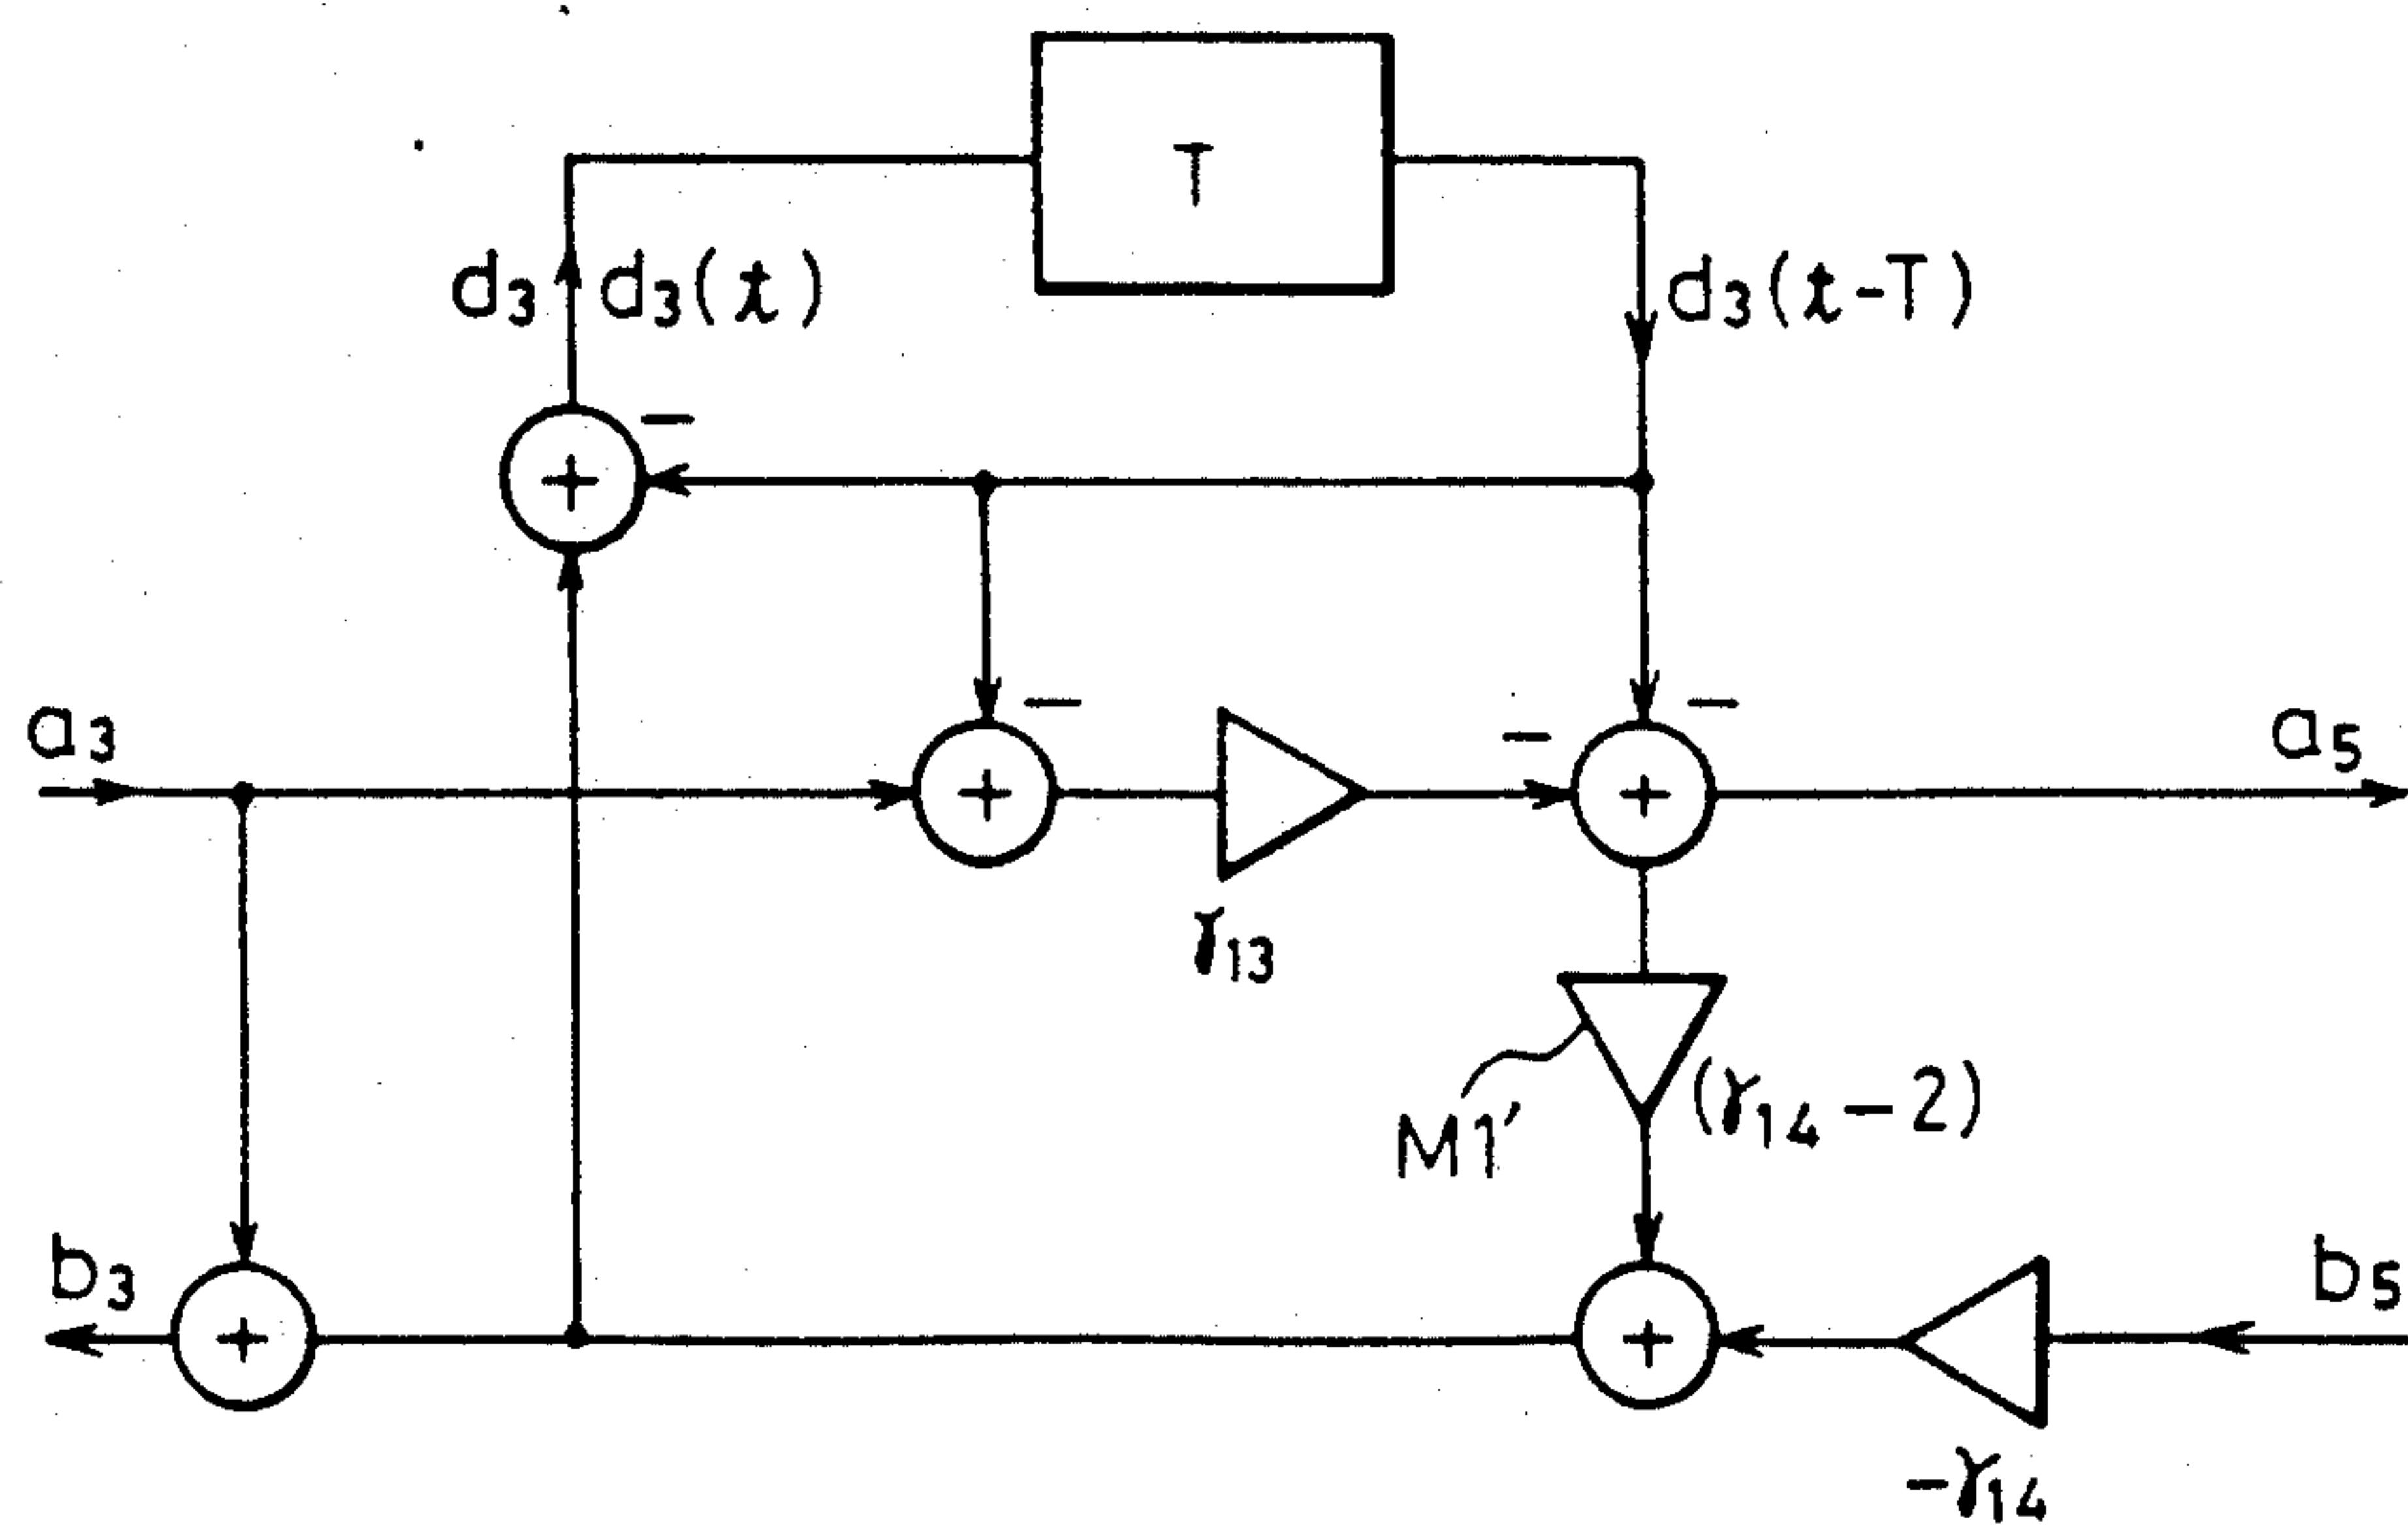 T
d₃ d₃(t) d₃(t-T)
−
a₃ − − − a₅
+
+ +
γ₁₃
M1′ (γ₁₄−2)
b₃ b₅
+ +
−γ₁₄